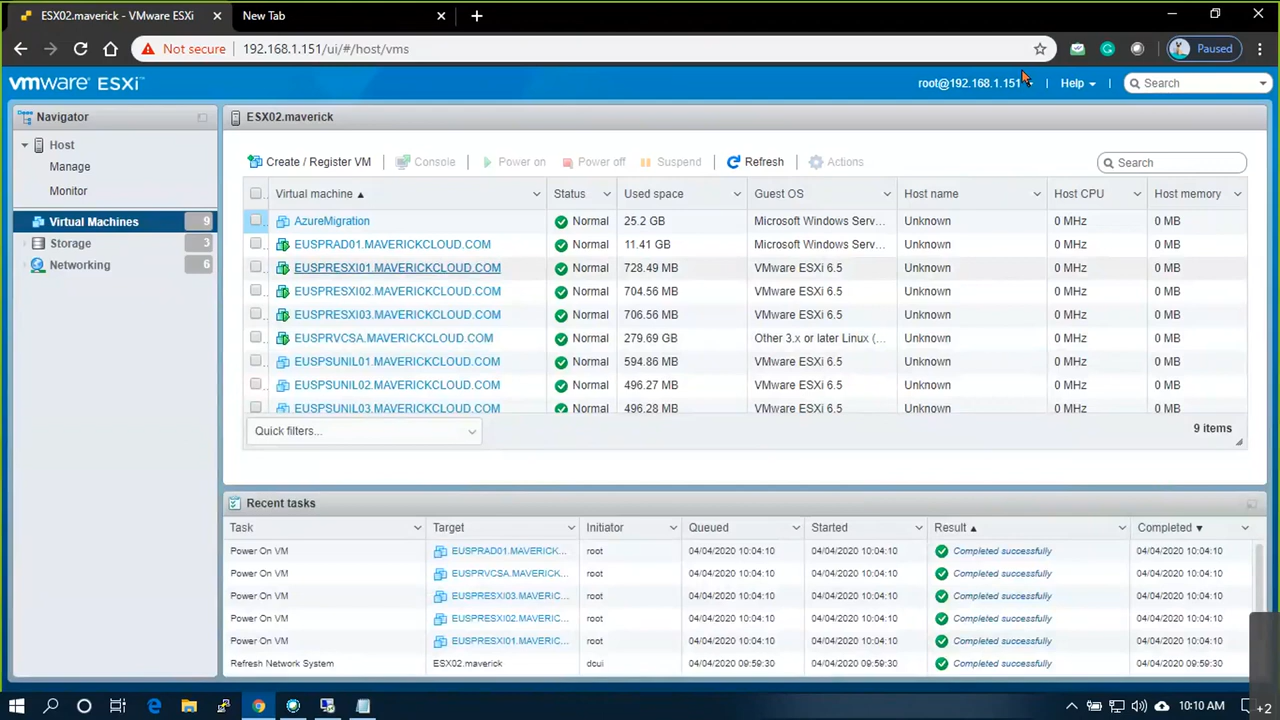 ESX02.maverick - VMware ESXi
New Tab
Not secure
192.168.1.151/ui/#/host/vms
Paused
vmware ESXi™
root@192.168.1.151
Help
Search
Navigator
Host
Manage
Monitor
Virtual Machines 9
Storage 3
Networking 6
ESX02.maverick
Create / Register VM | Console | Power on Power off Suspend | Refresh | Actions
Search
Virtual machine ▲ Status Used space Guest OS Host name Host CPU Host memory
AzureMigration Normal 25.2 GB Microsoft Windows Serv... Unknown 0 MHz 0 MB
EUSPRAD01.MAVERICKCLOUD.COM Normal 11.41 GB Microsoft Windows Serv... Unknown 0 MHz 0 MB
EUSPRESXI01.MAVERICKCLOUD.COM Normal 728.49 MB VMware ESXi 6.5 Unknown 0 MHz 0 MB
EUSPRESXI02.MAVERICKCLOUD.COM Normal 704.56 MB VMware ESXi 6.5 Unknown 0 MHz 0 MB
EUSPRESXI03.MAVERICKCLOUD.COM Normal 706.56 MB VMware ESXi 6.5 Unknown 0 MHz 0 MB
EUSPRVCSA.MAVERICKCLOUD.COM Normal 279.69 GB Other 3.x or later Linux (... Unknown 0 MHz 0 MB
EUSPSUNIL01.MAVERICKCLOUD.COM Normal 594.86 MB VMware ESXi 6.5 Unknown 0 MHz 0 MB
EUSPSUNIL02.MAVERICKCLOUD.COM Normal 496.27 MB VMware ESXi 6.5 Unknown 0 MHz 0 MB
EUSPSUNIL03.MAVERICKCLOUD.COM Normal 496.28 MB VMware ESXi 6.5 Unknown 0 MHz 0 MB
Quick filters...
9 items
Recent tasks
Task Target Initiator Queued Started Result ▲ Completed ▼
Power On VM EUSPRAD01.MAVERICK... root 04/04/2020 10:04:10 04/04/2020 10:04:10 Completed successfully 04/04/2020 10:04:10
Power On VM EUSPRVCSA.MAVERICK... root 04/04/2020 10:04:10 04/04/2020 10:04:10 Completed successfully 04/04/2020 10:04:10
Power On VM EUSPRESXI03.MAVERIC... root 04/04/2020 10:04:10 04/04/2020 10:04:10 Completed successfully 04/04/2020 10:04:10
Power On VM EUSPRESXI02.MAVERIC... root 04/04/2020 10:04:10 04/04/2020 10:04:10 Completed successfully 04/04/2020 10:04:10
Power On VM EUSPRESXI01.MAVERIC... root 04/04/2020 10:04:10 04/04/2020 10:04:10 Completed successfully 04/04/2020 10:04:10
Refresh Network System ESX02.maverick dcui 04/04/2020 09:59:30 04/04/2020 09:59:30 Completed successfully 04/04/2020 09:59:30
10:10 AM
+2